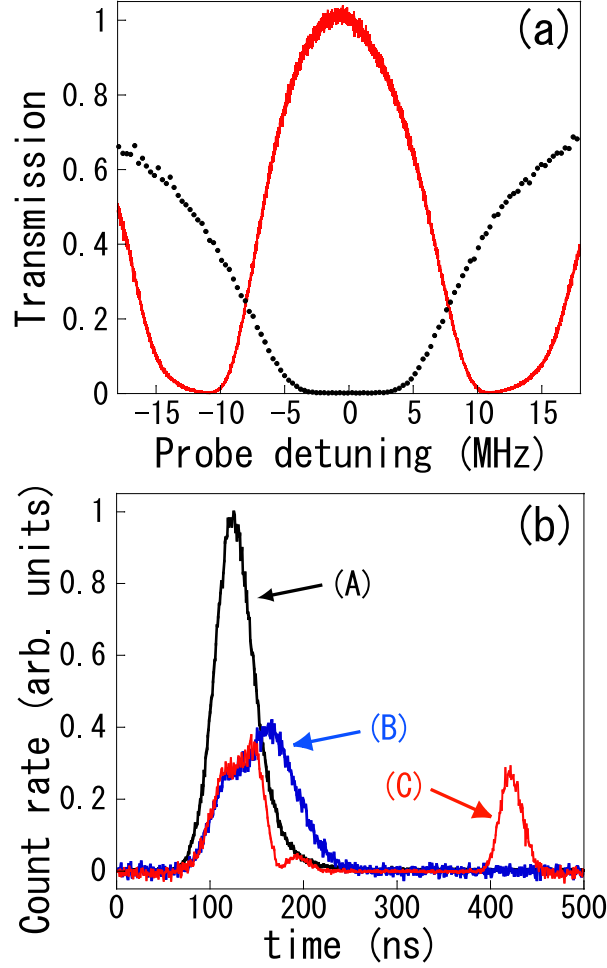 (a)
Transmission
1
0.8
0.6
0.4
0.2
0
−15 −10 −5 0 5 10 15
Probe detuning (MHz)
(b)
Count rate (arb. units)
1
0.8
0.6
0.4
0.2
0
(A)
(B)
(C)
0 100 200 300 400 500
time (ns)